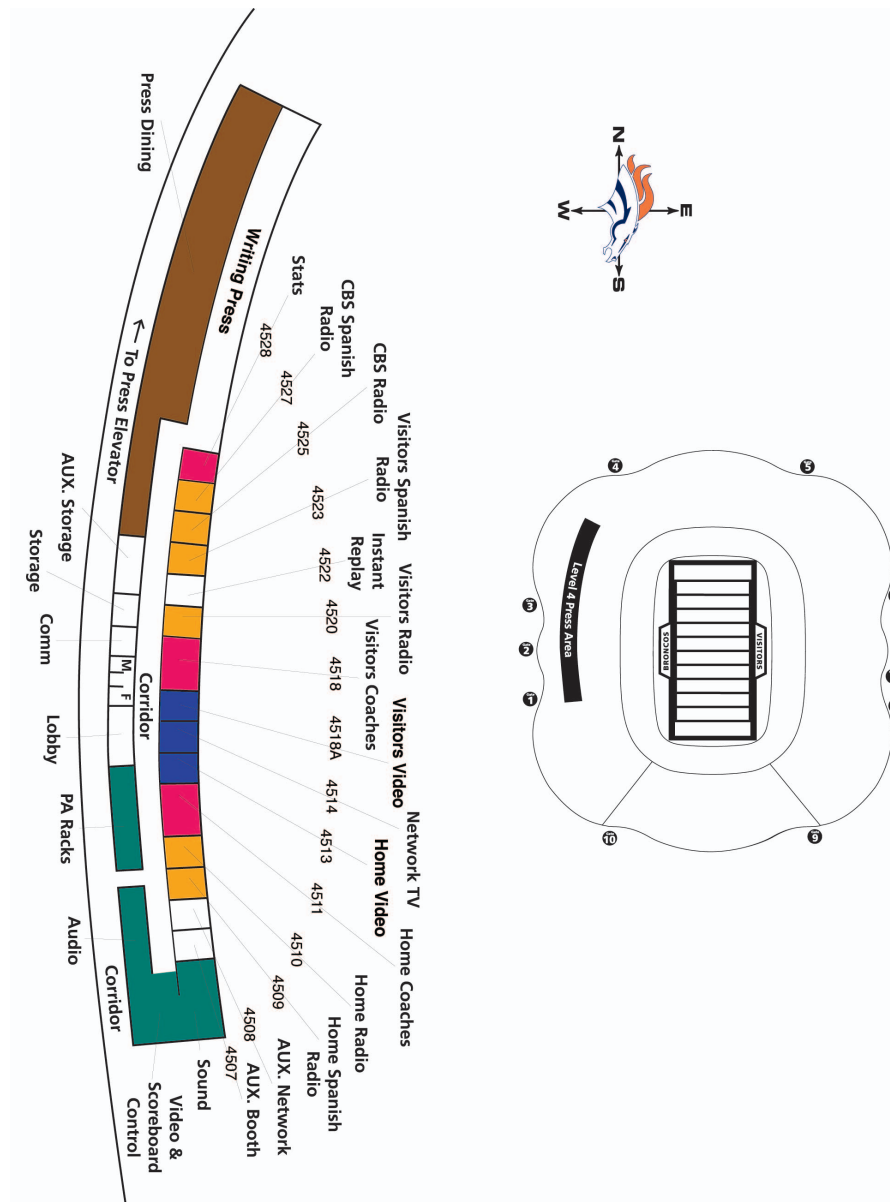 Press Dining
Writing Press
← To Press Elevator
Stats
4528
CBS Spanish
Radio
4527
CBS Radio
4525
Visitors Spanish
Radio
4523
Instant
Replay
4522
Visitors Radio
4520
Visitors Coaches
4518
Visitors Video
4518A
Network TV
4514
Home Video
4513
Home Coaches
4511
Home Radio
4510
Home Spanish
Radio
4509
AUX. Network
4508
AUX. Booth
4507
Sound
Video &
Scoreboard
Control
AUX. Storage
Storage
Comm
M
F
Corridor
Lobby
PA Racks
Audio
Corridor
N
E
W
S
4
5
3
2
1
10
9
Level 4 Press Area
BRONCOS
VISITORS